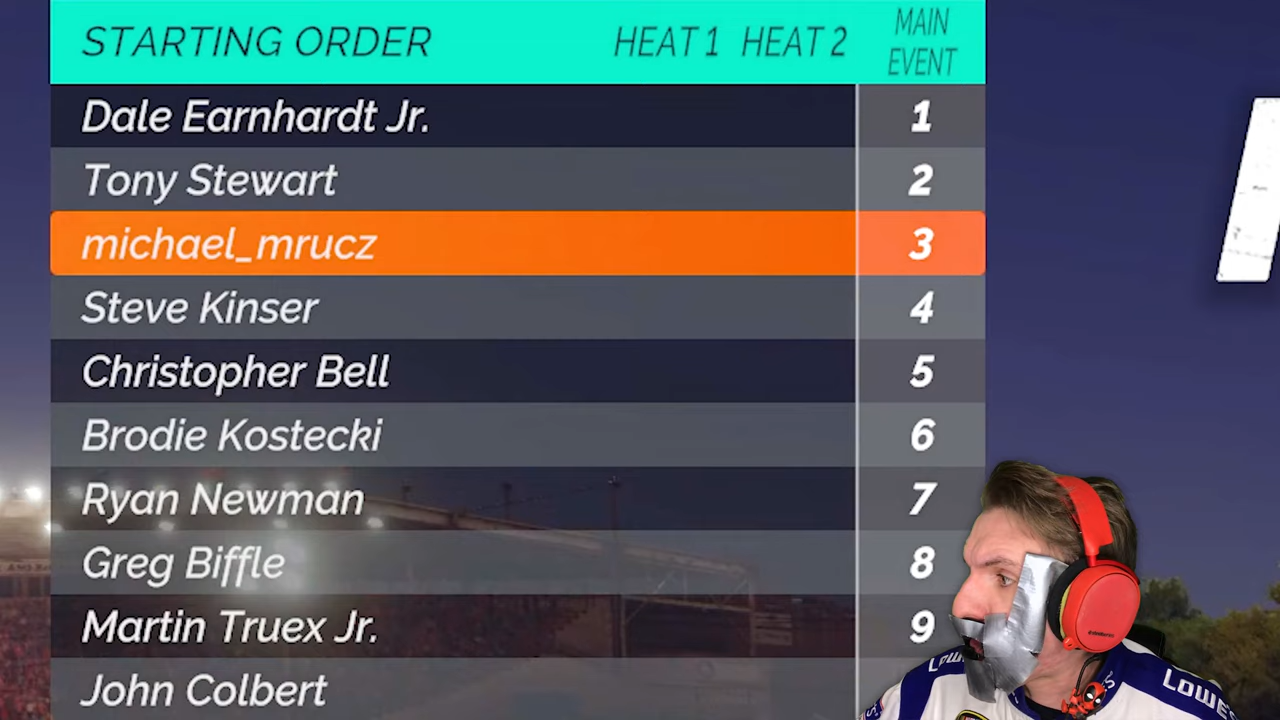 STARTING ORDER HEAT 1 HEAT 2 MAIN EVENT
Dale Earnhardt Jr. 1
Tony Stewart 2
michael_mrucz 3
Steve Kinser 4
Christopher Bell 5
Brodie Kostecki 6
Ryan Newman 7
Greg Biffle 8
Martin Truex Jr. 9
John Colbert
LOWE'S